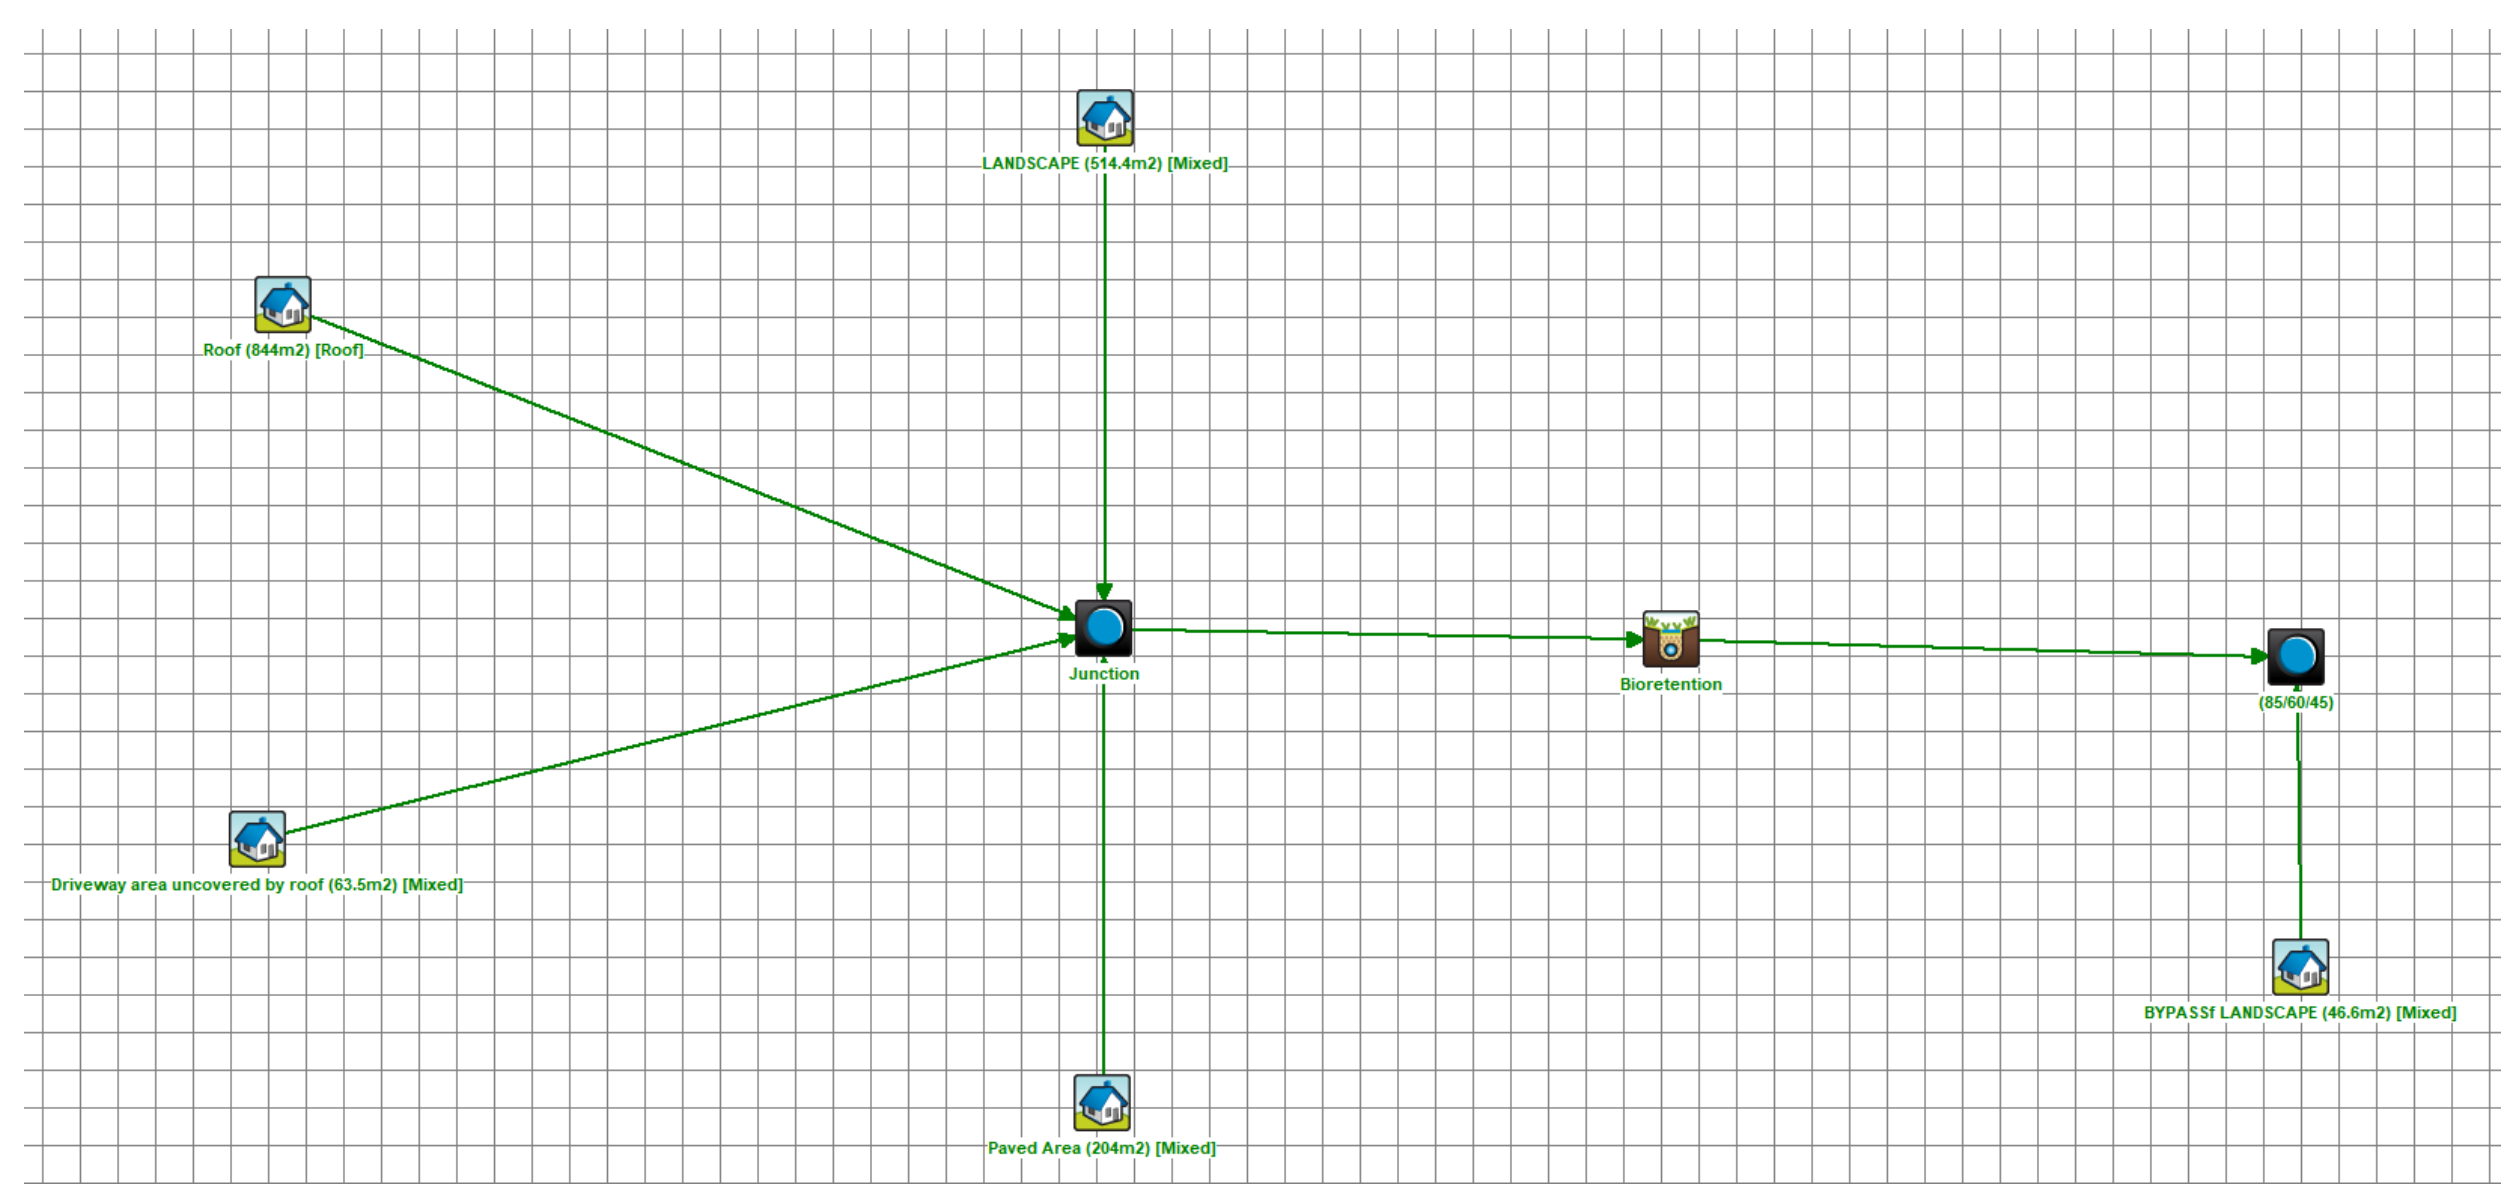 LANDSCAPE (514.4m2) [Mixed]
Roof (844m2) [Roof]
Junction
Bioretention
(85/60/45)
Driveway area uncovered by roof (63.5m2) [Mixed]
BYPASSf LANDSCAPE (46.6m2) [Mixed]
Paved Area (204m2) [Mixed]